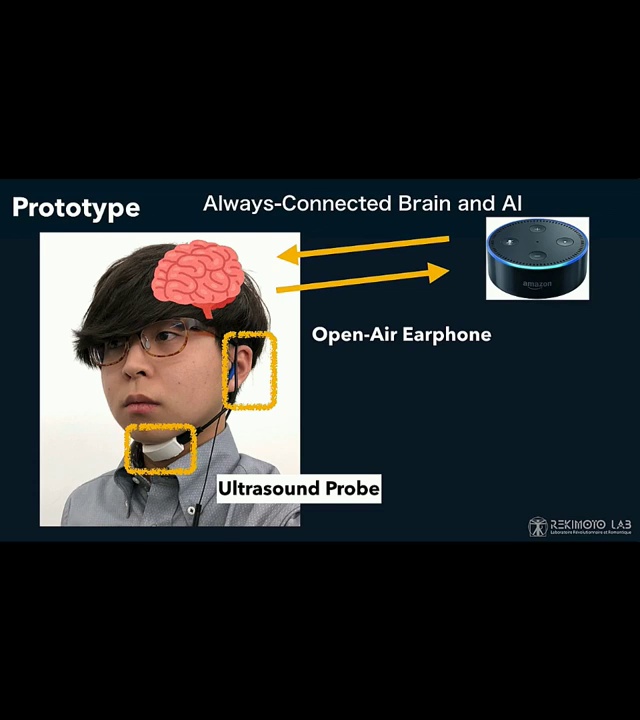 Prototype
Always-Connected Brain and AI
amazon
Open-Air Earphone
Ultrasound Probe
REKIMOTO LAB
Laboratoire Révolutionnaire et Romantique